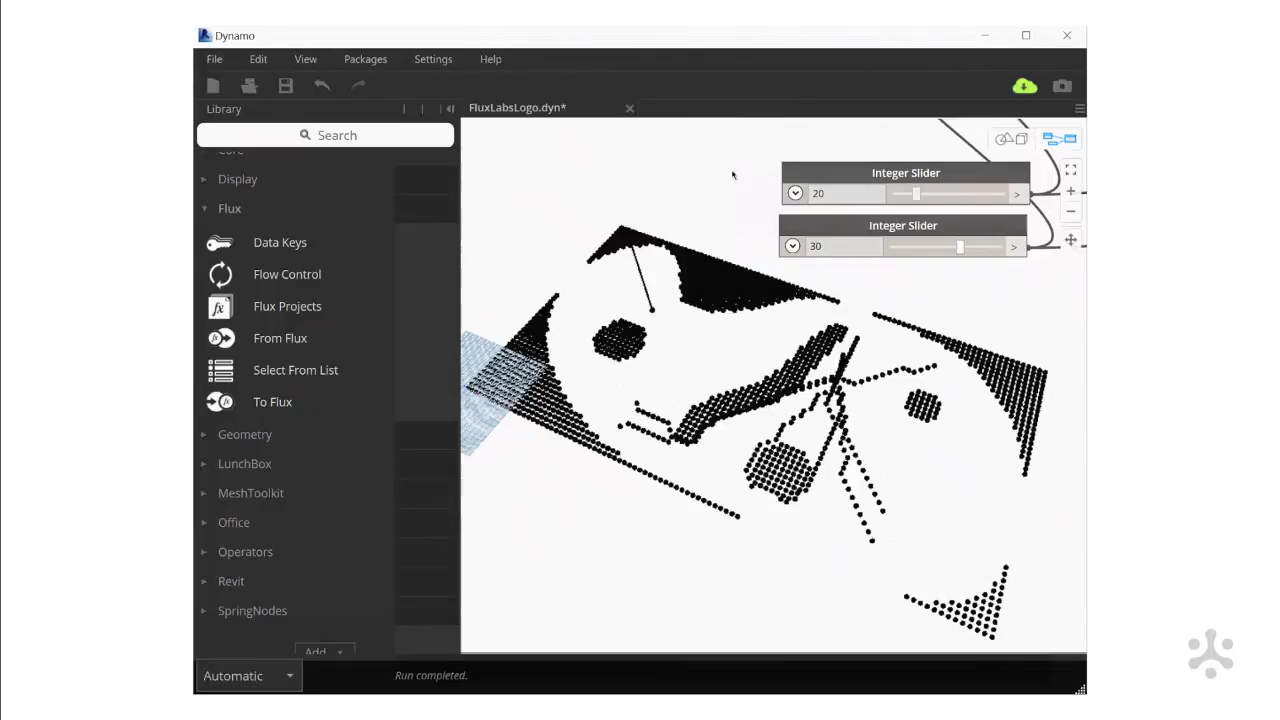 Dynamo
File Edit View Packages Settings Help
Library
FluxLabsLogo.dyn*
Search
Core
Display
Flux
Data Keys
Flow Control
Flux Projects
From Flux
Select From List
To Flux
Geometry
LunchBox
MeshToolkit
Office
Operators
Revit
SpringNodes
Add
Integer Slider
20 >
Integer Slider
30 >
Automatic
Run completed.